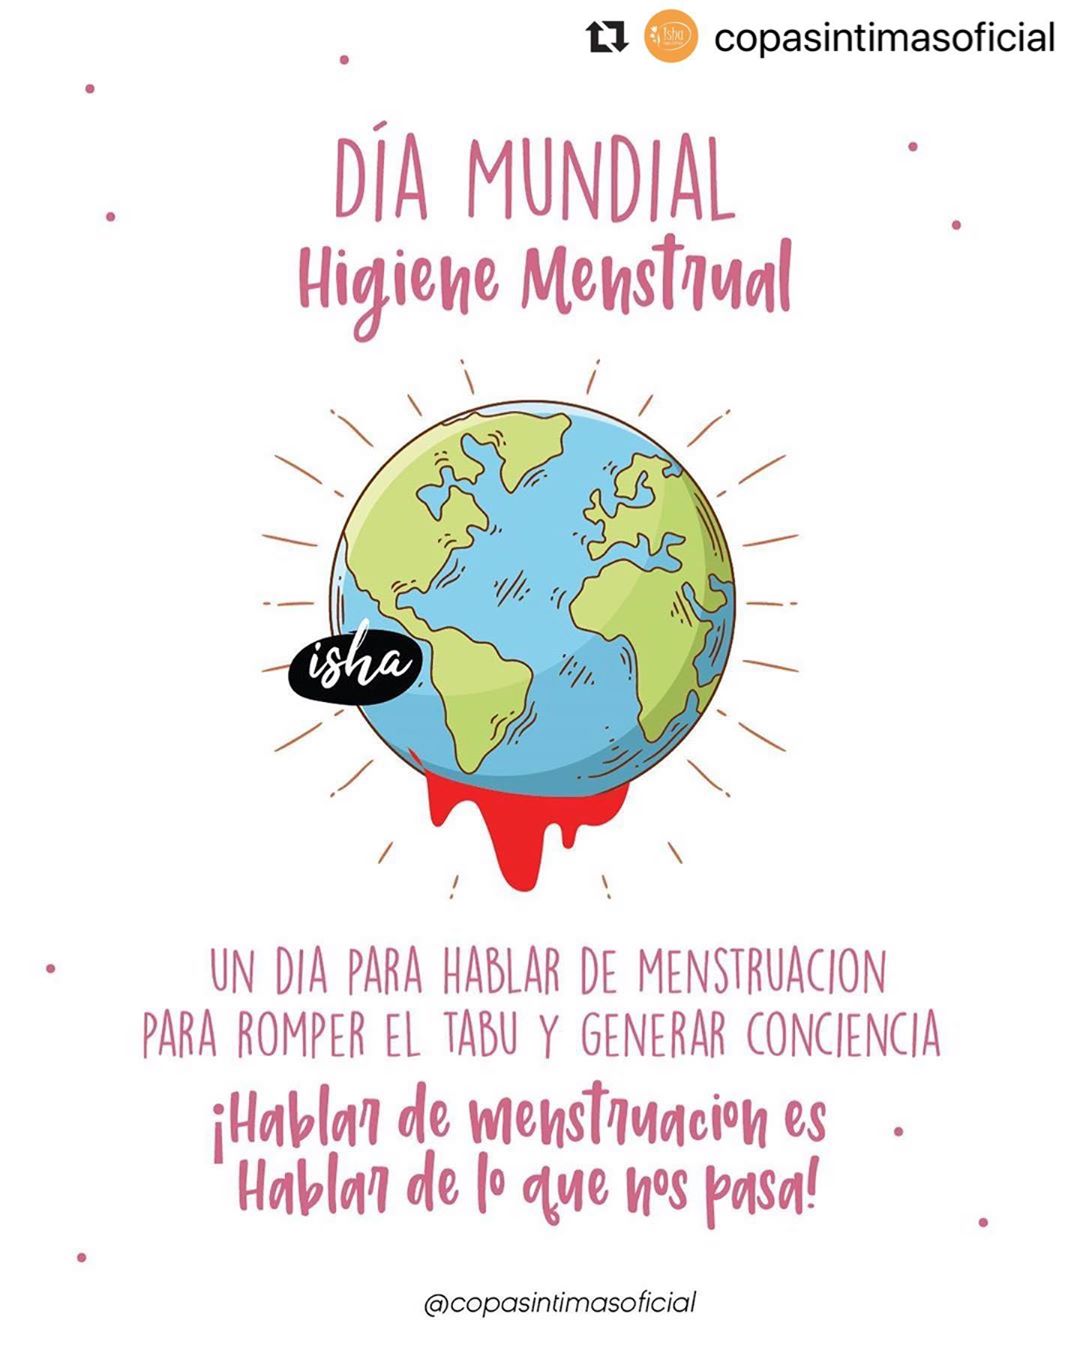 Isha
copasintimasoficial
DÍA MUNDIAL
Higiene Menstrual
isha
UN DIA PARA HABLAR DE MENSTRUACION
PARA ROMPER EL TABU Y GENERAR CONCIENCIA
¡Hablar de menstruacion es
Hablar de lo que nos pasa!
@copasintimasoficial